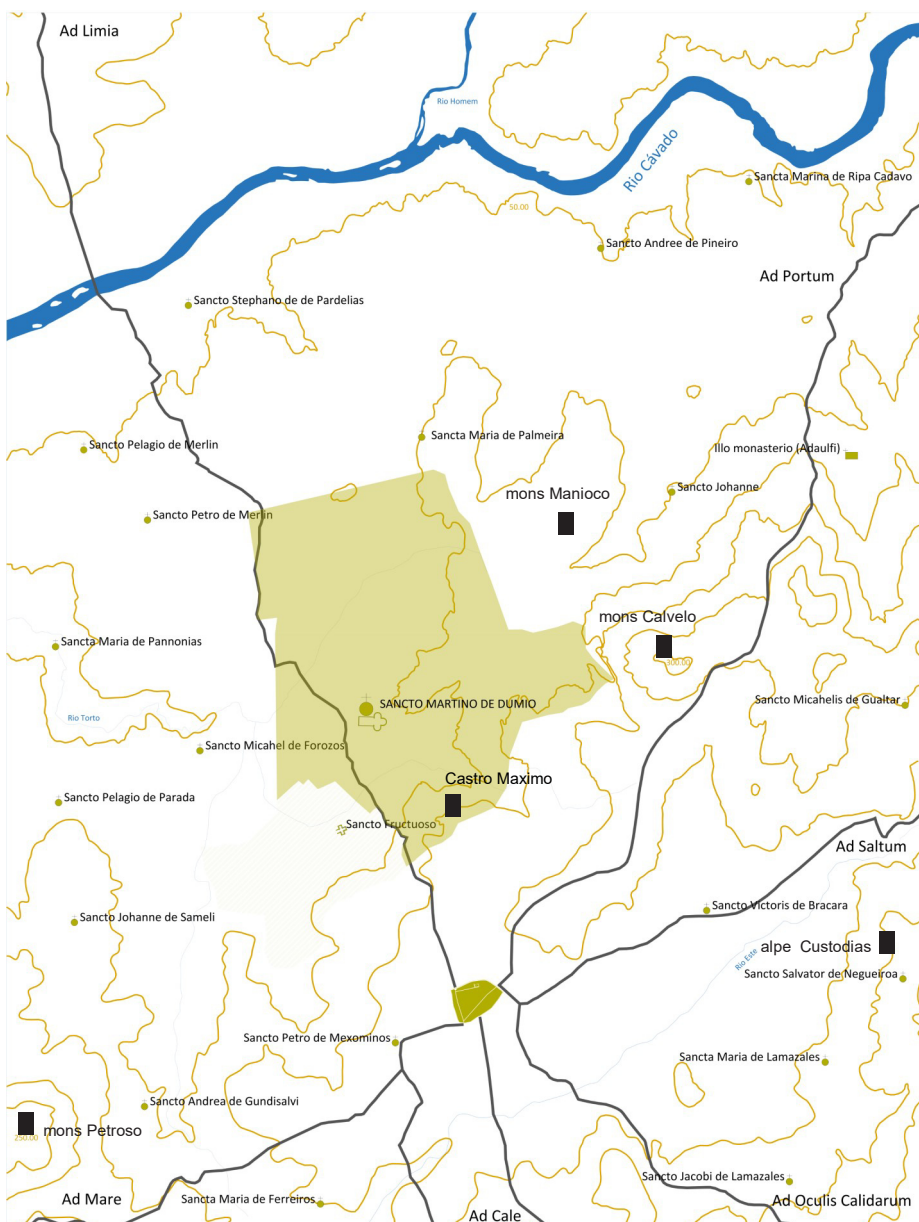 Ad Limia
Rio Homem
Rio Cávado
Sancta Marina de Ripa Cadavo
50.00
Sancto Andree de Pineiro
Ad Portum
Sancto Stephano de de Pardelias
Sancta Maria de Palmeira
Sancto Pelagio de Merlin
Illo monasterio (Adaulfi)
mons Manioco
Sancto Johanne
Sancto Petro de Merlin
mons Calvelo
Sancta Maria de Pannonias
300.00
Sancto Micahelis de Gualtar
SANCTO MARTINO DE DUMIO
Rio Torto
Sancto Micahel de Forozos
Castro Maximo
Sancto Pelagio de Parada
Sancto Fructuoso
Ad Saltum
Sancto Victoris de Bracara
Sancto Johanne de Sameli
alpe Custodias
Rio Este
Sancto Salvator de Negueiroa
Sancto Petro de Mexominos
Sancta Maria de Lamazales
Sancto Andrea de Gundisalvi
mons Petroso
250.00
Sancto Jacobi de Lamazales
Ad Mare
Sancta Maria de Ferreiros
Ad Oculis Calidarum
Ad Cale